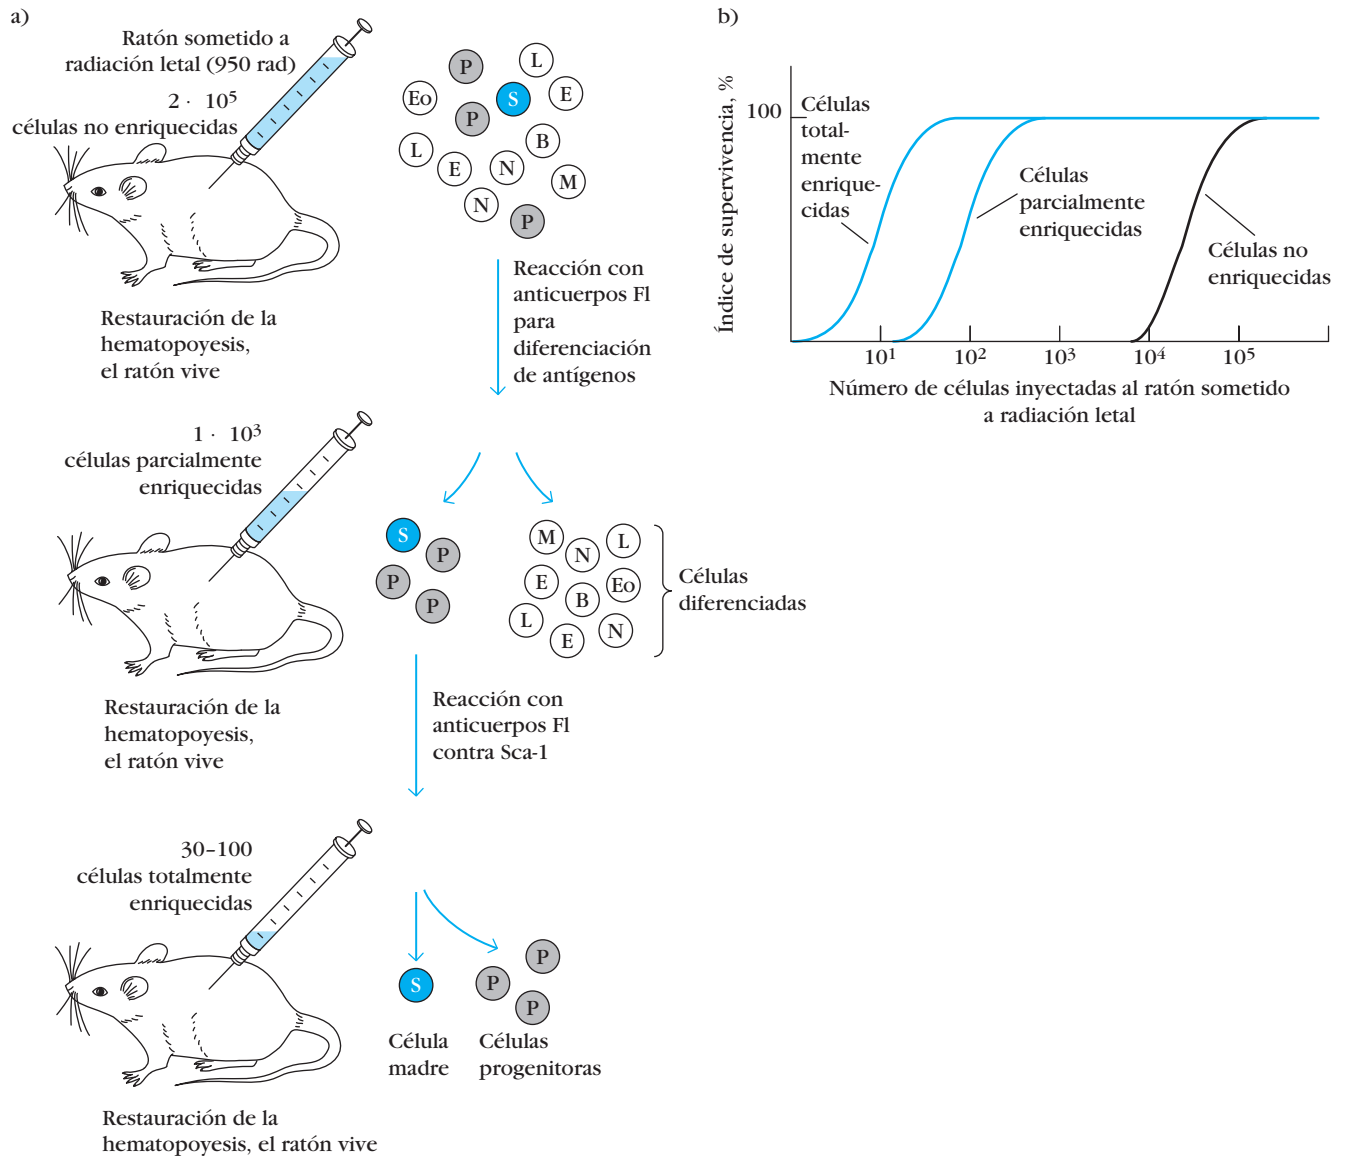 a)
Ratón sometido a
radiación letal (950 rad)
2 · 10⁵
células no enriquecidas
Restauración de la
hematopoyesis,
el ratón vive
P
L
Eo
S
E
P
L
B
E
N
M
N
P
Reacción con
anticuerpos Fl
para
diferenciación
de antígenos
1 · 10³
células parcialmente
enriquecidas
Restauración de la
hematopoyesis,
el ratón vive
S
P
P
P
M
N
L
E
B
Eo
L
E
N
Células
diferenciadas
Reacción con
anticuerpos Fl
contra Sca-1
30–100
células totalmente
enriquecidas
Restauración de la
hematopoyesis, el ratón vive
S
P
P
P
Célula
madre
Células
progenitoras
b)
Índice de supervivencia, %
100
Células
total-
mente
enrique-
cidas
Células
parcialmente
enriquecidas
Células no
enriquecidas
10¹ 10² 10³ 10⁴ 10⁵
Número de células inyectadas al ratón sometido
a radiación letal